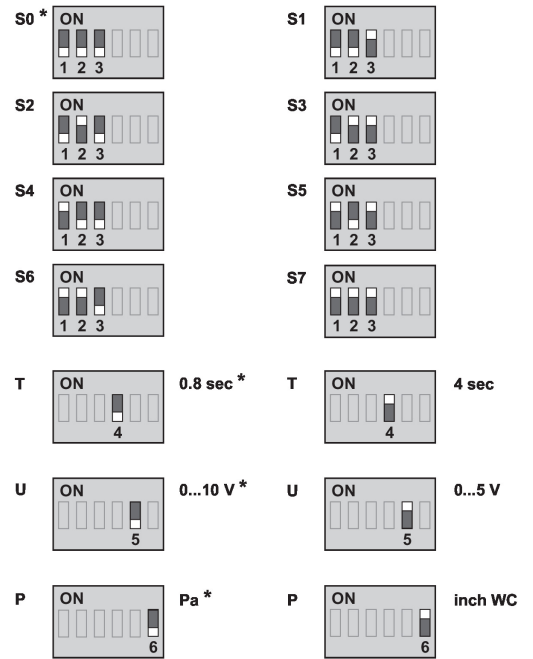 S0 * ON S1 ON
1 2 3 1 2 3
S2 ON S3 ON
1 2 3 1 2 3
S4 ON S5 ON
1 2 3 1 2 3
S6 ON S7 ON
1 2 3 1 2 3
T ON 0.8 sec * T ON 4 sec
4 4
U ON 0...10 V * U ON 0...5 V
5 5
P ON Pa * P ON inch WC
6 6